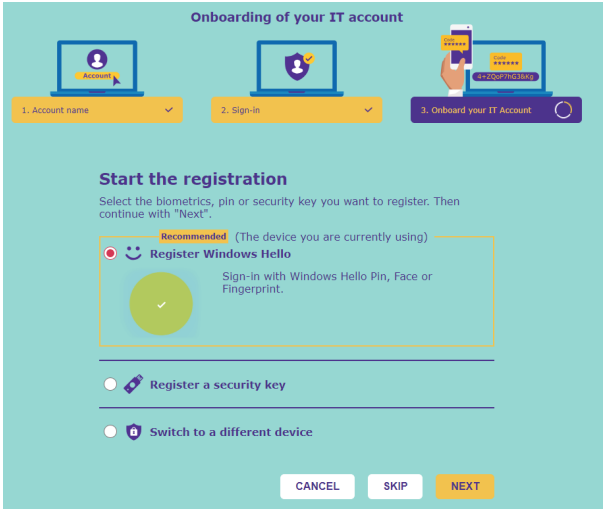 Onboarding of your IT account
Account
Code
******
Code
******
4+ZQoP7hG3&Kg
1. Account name
2. Sign-in
3. Onboard your IT Account
Start the registration
Select the biometrics, pin or security key you want to register. Then
continue with "Next".
Recommended (The device you are currently using)
Register Windows Hello
Sign-in with Windows Hello Pin, Face or
Fingerprint.
Register a security key
Switch to a different device
CANCEL
SKIP
NEXT